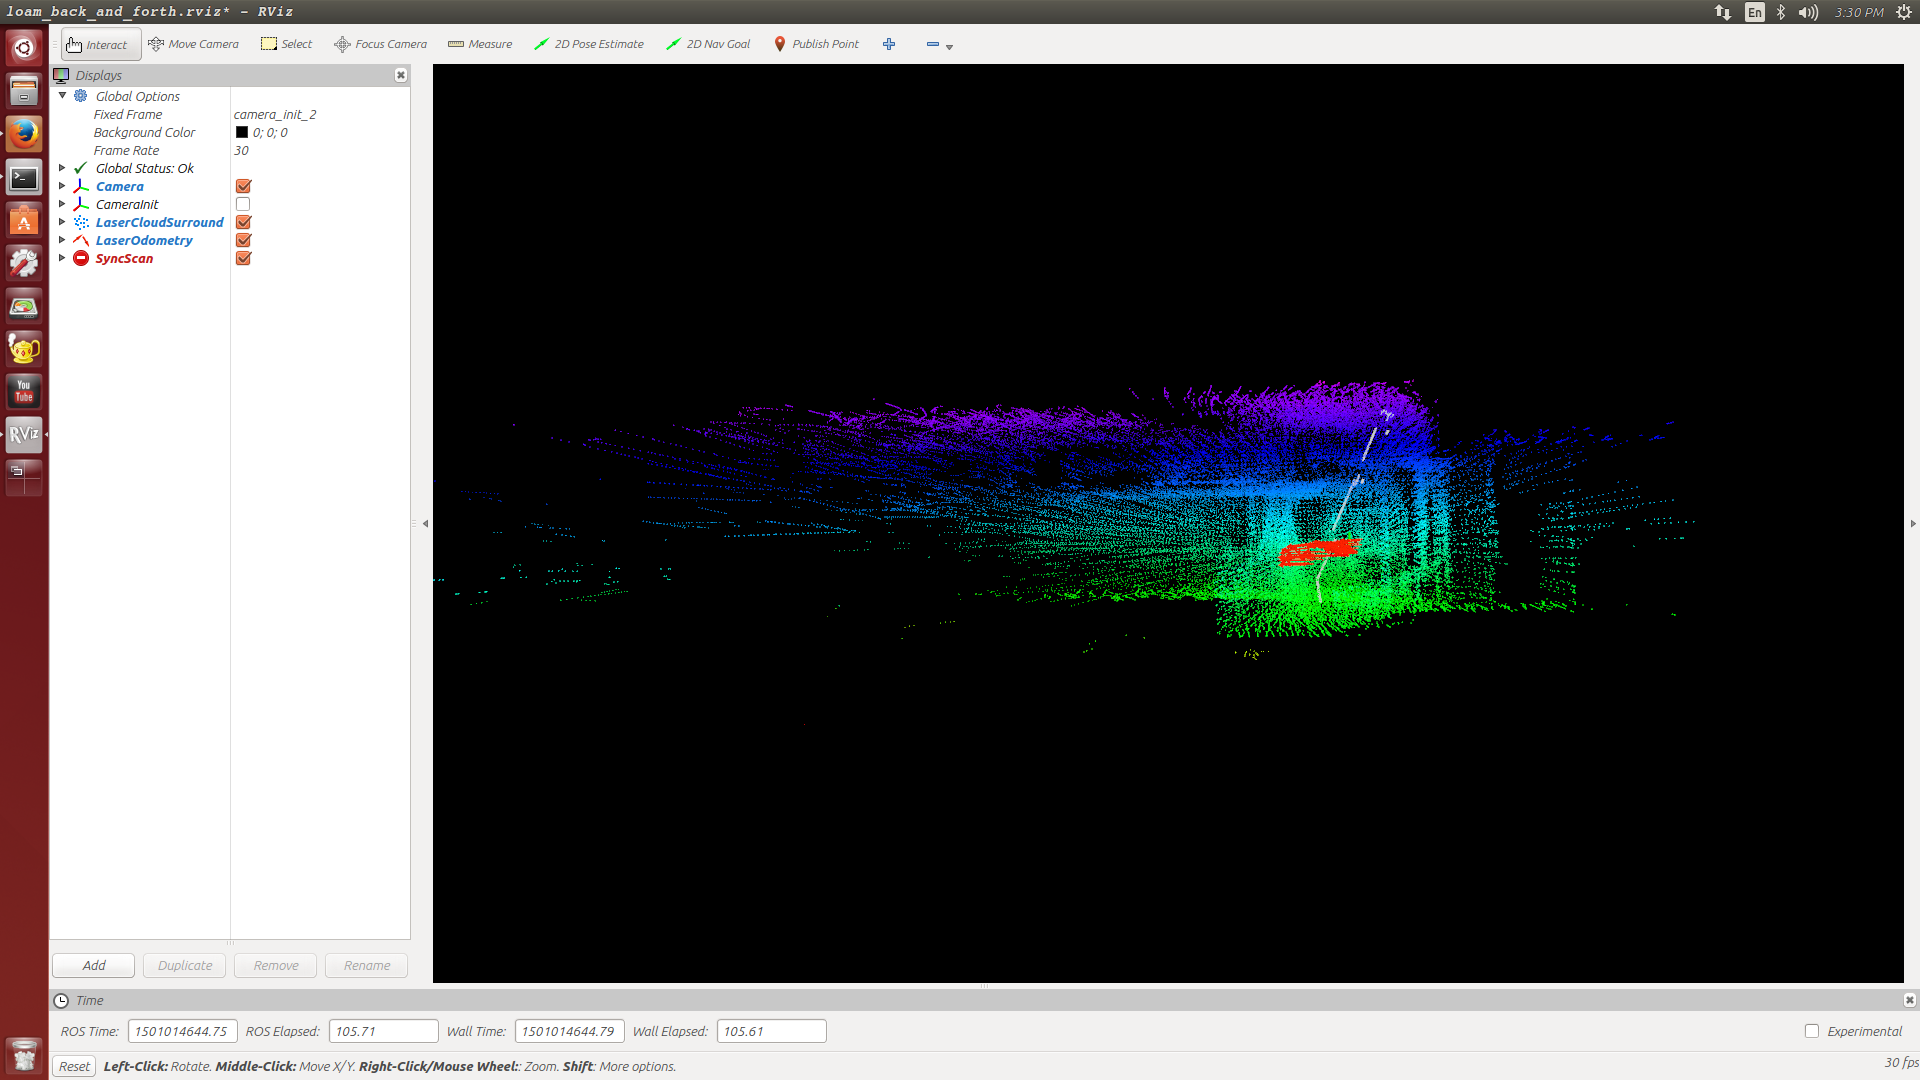 loam_back_and_forth.rviz* - RViz
En
3:30 PM
Interact
Move Camera
Select
Focus Camera
Measure
2D Pose Estimate
2D Nav Goal
Publish Point
Displays
Global Options
Fixed Frame camera_init_2
Background Color 0; 0; 0
Frame Rate 30
Global Status: Ok
Camera
CameraInit
LaserCloudSurround
LaserOdometry
SyncScan
You
Tube
RViz
Add
Duplicate
Remove
Rename
Time
ROS Time: 1501014644.75 ROS Elapsed: 105.71 Wall Time: 1501014644.79 Wall Elapsed: 105.61 Experimental
Reset Left-Click: Rotate. Middle-Click: Move X/Y. Right-Click/Mouse Wheel:: Zoom. Shift: More options. 30 fps